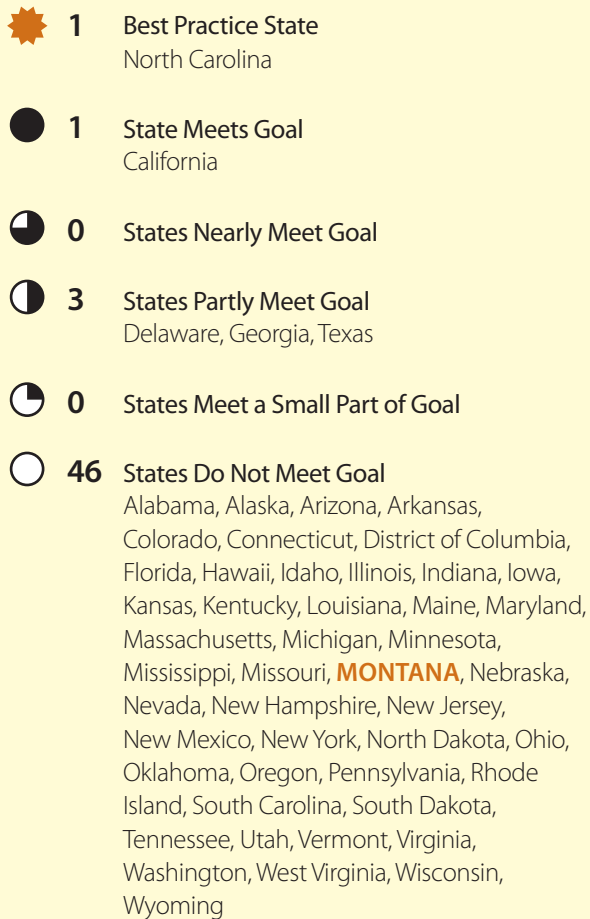 1 Best Practice State
North Carolina
1 State Meets Goal
California
0 States Nearly Meet Goal
3 States Partly Meet Goal
Delaware, Georgia, Texas
0 States Meet a Small Part of Goal
46 States Do Not Meet Goal
Alabama, Alaska, Arizona, Arkansas,
Colorado, Connecticut, District of Columbia,
Florida, Hawaii, Idaho, Illinois, Indiana, Iowa,
Kansas, Kentucky, Louisiana, Maine, Maryland,
Massachusetts, Michigan, Minnesota,
Mississippi, Missouri, MONTANA, Nebraska,
Nevada, New Hampshire, New Jersey,
New Mexico, New York, North Dakota, Ohio,
Oklahoma, Oregon, Pennsylvania, Rhode
Island, South Carolina, South Dakota,
Tennessee, Utah, Vermont, Virginia,
Washington, West Virginia, Wisconsin,
Wyoming